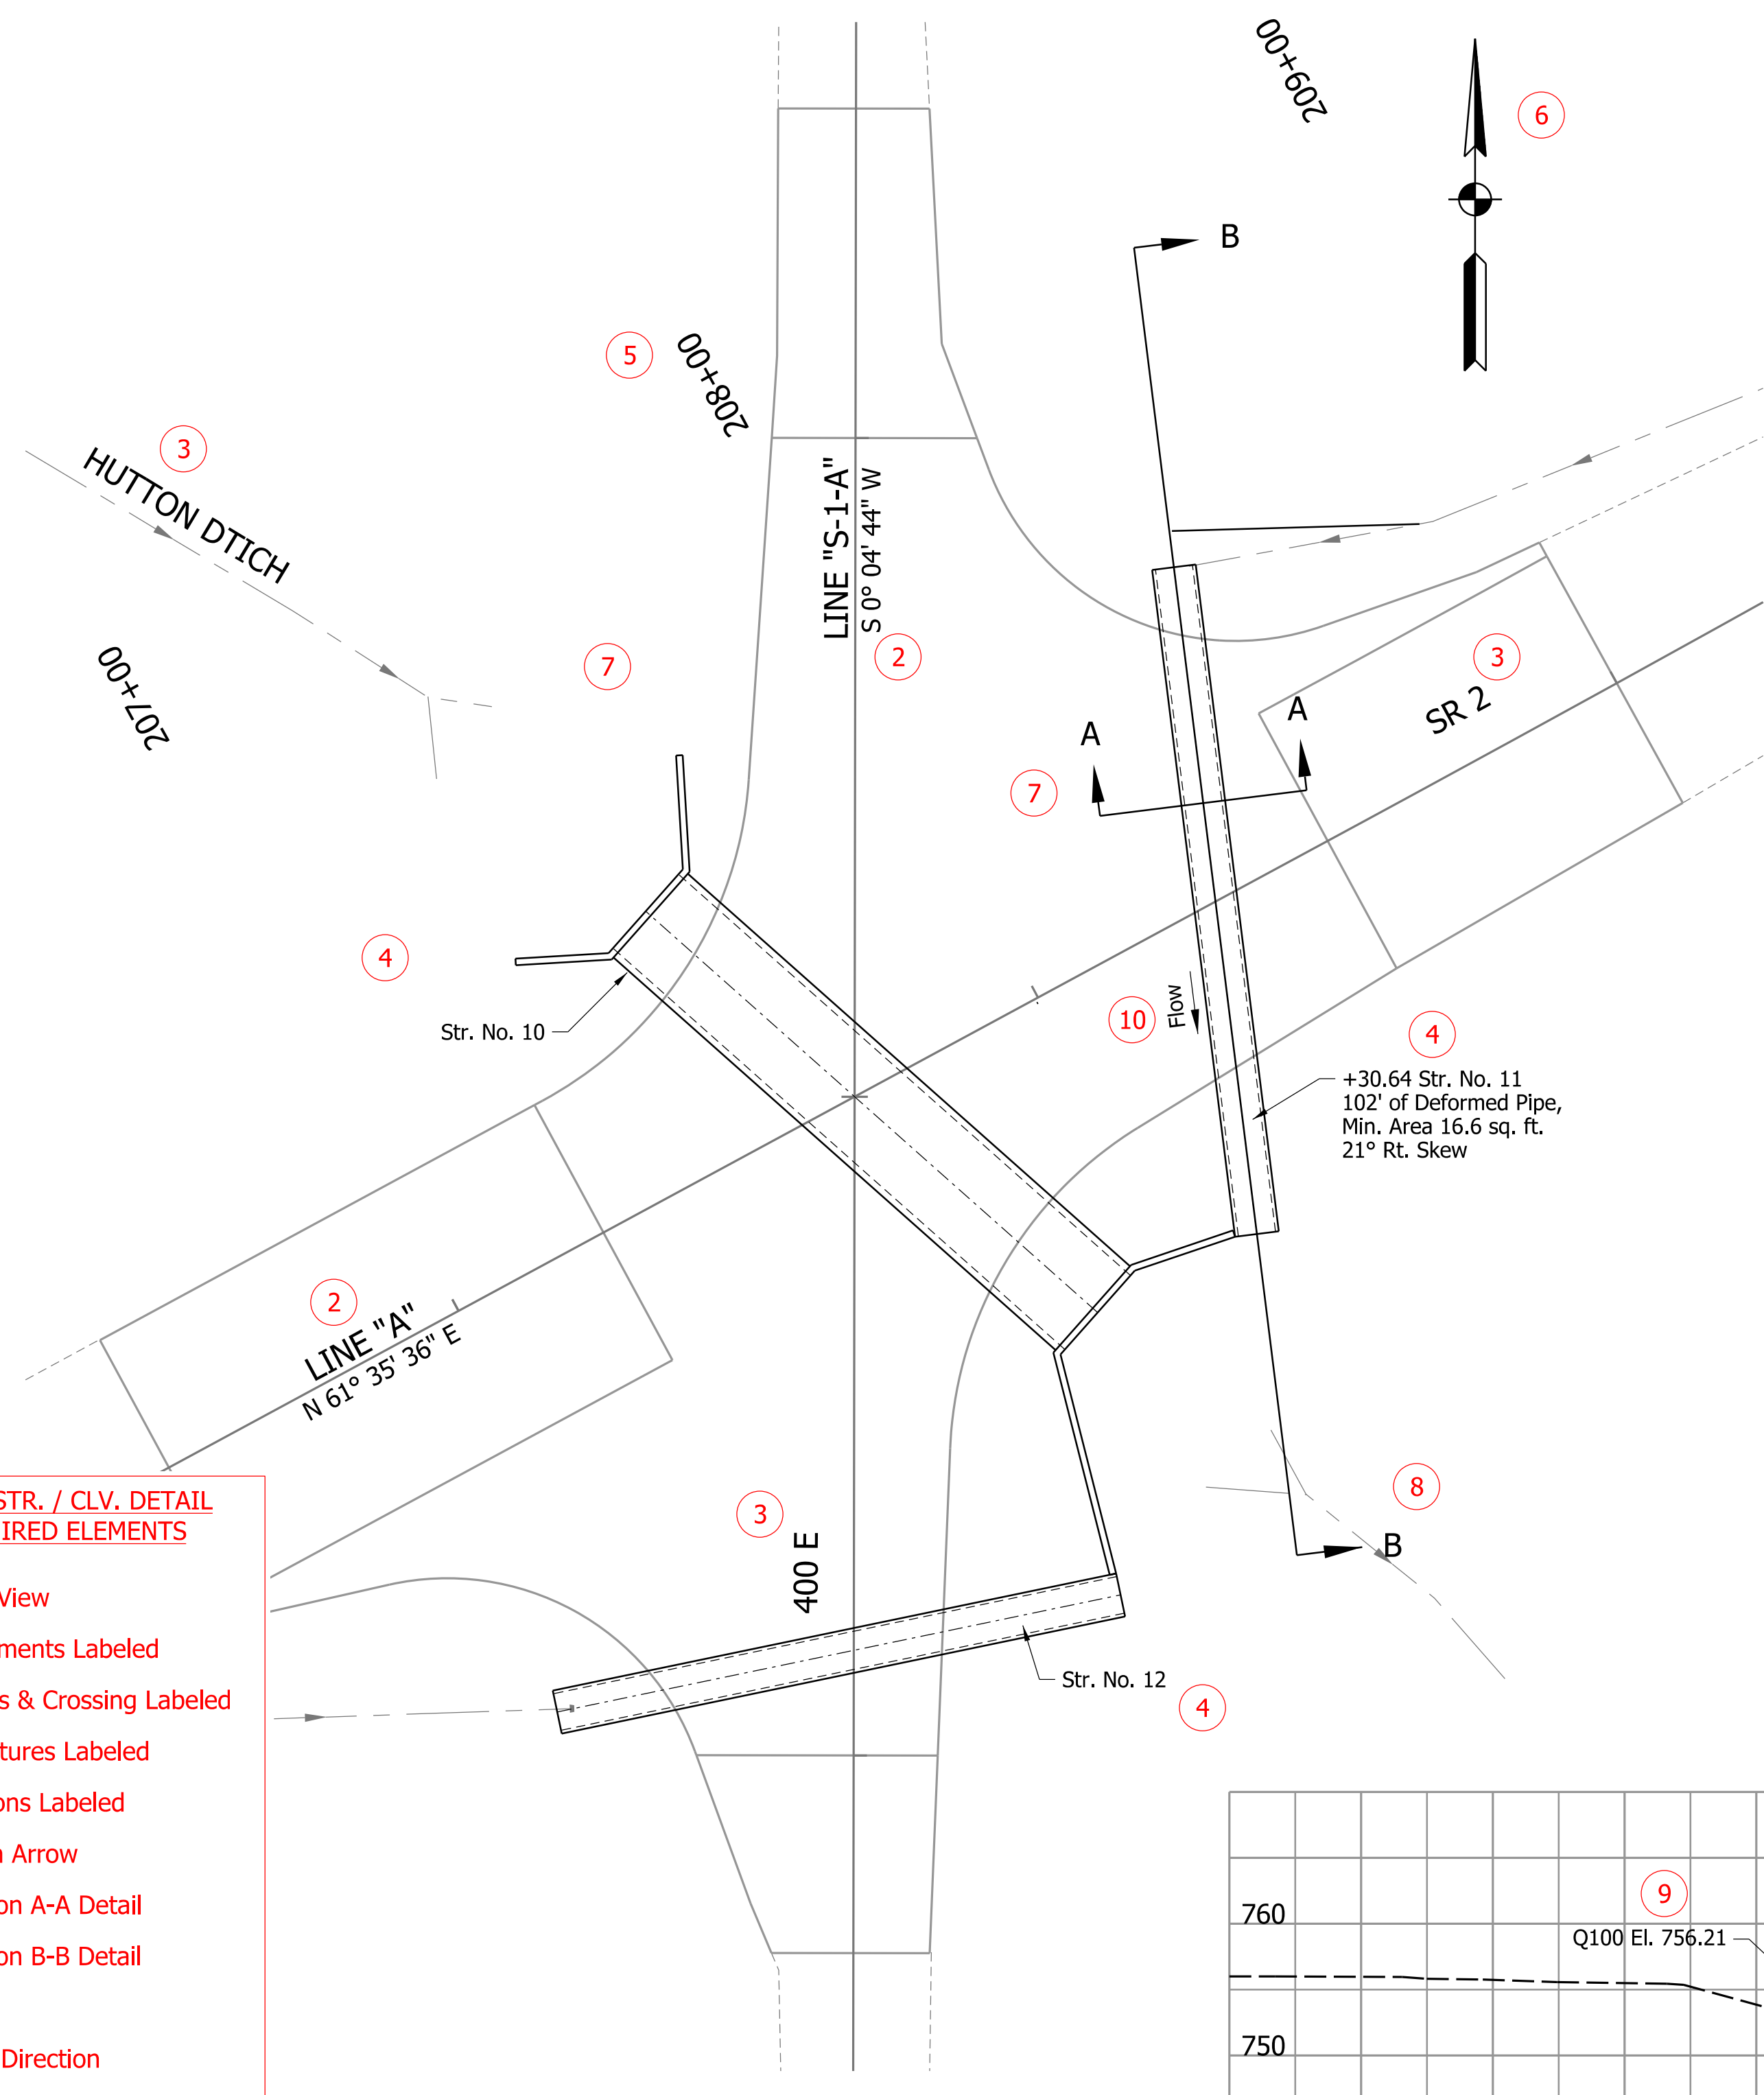 209+00
6
B
5
208+00
3
HUTTON DTICH
LINE "S-1-A"
S 0° 04' 44" W
207+00
7
2
3
SR 2
A
A
7
4
Str. No. 10
10
Flow
4
+30.64 Str. No. 11
102' of Deformed Pipe,
Min. Area 16.6 sq. ft.
21° Rt. Skew
2
LINE "A"
N 61° 35' 36" E
3
400 E
8
B
STR. / CLV. DETAIL
IRED ELEMENTS
View
ments Labeled
s & Crossing Labeled
tures Labeled
ons Labeled
n Arrow
on A-A Detail
on B-B Detail
Direction
Str. No. 12
4
760
9
Q100 El. 756.21
750